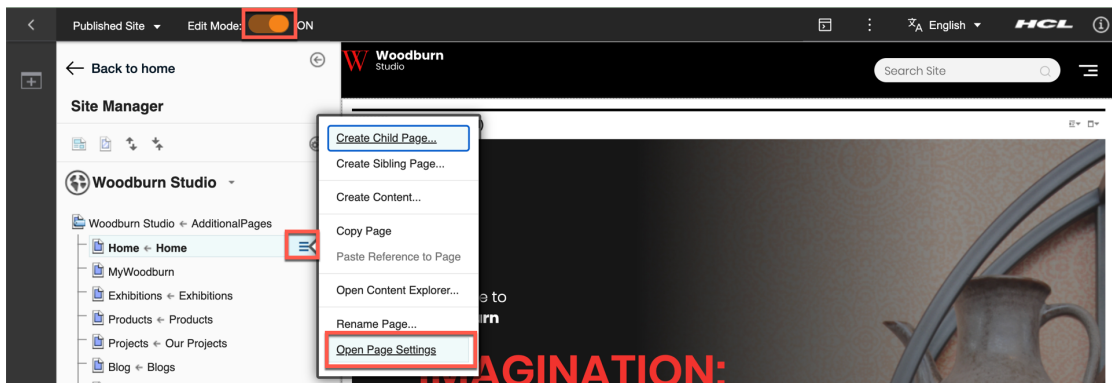 Published Site
Edit Mode:
ON
English
HCL
Back to home
Site Manager
Woodburn Studio
Woodburn Studio ← AdditionalPages
Home ← Home
MyWoodburn
Exhibitions ← Exhibitions
Products ← Products
Projects ← Our Projects
Blog ← Blogs
Create Child Page...
Create Sibling Page...
Create Content...
Copy Page
Paste Reference to Page
Open Content Explorer...
Rename Page...
Open Page Settings
W Woodburn
Studio
Search Site
e to
rn
IMAGINATION: